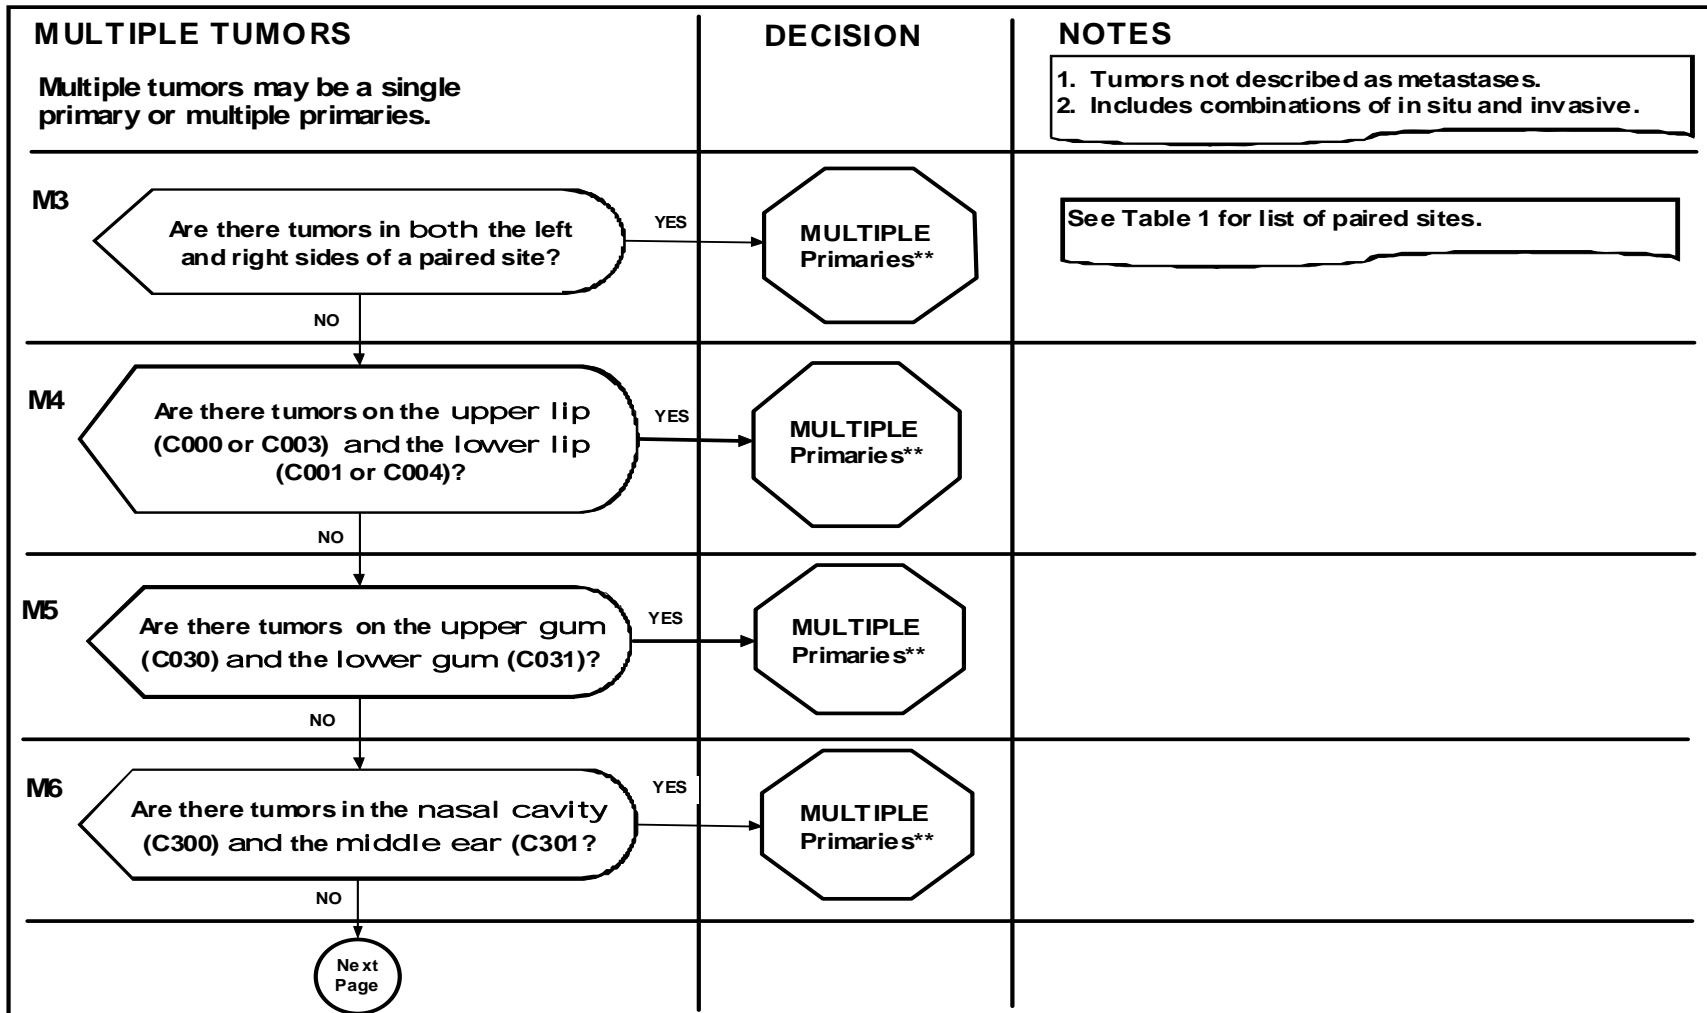 MULTIPLE TUMORS
DECISION
NOTES
Multiple tumors may be a single
primary or multiple primaries.
1. Tumors not described as metastases.
2. Includes combinations of in situ and invasive.
M3
Are there tumors in both the left
and right sides of a paired site?
YES
MULTIPLE
Primaries**
See Table 1 for list of paired sites.
NO
M4
Are there tumors on the upper lip
(C000 or C003) and the lower lip
(C001 or C004)?
YES
MULTIPLE
Primaries**
NO
M5
Are there tumors on the upper gum
(C030) and the lower gum (C031)?
YES
MULTIPLE
Primaries**
NO
M6
Are there tumors in the nasal cavity
(C300) and the middle ear (C301?
YES
MULTIPLE
Primaries**
NO
Next
Page